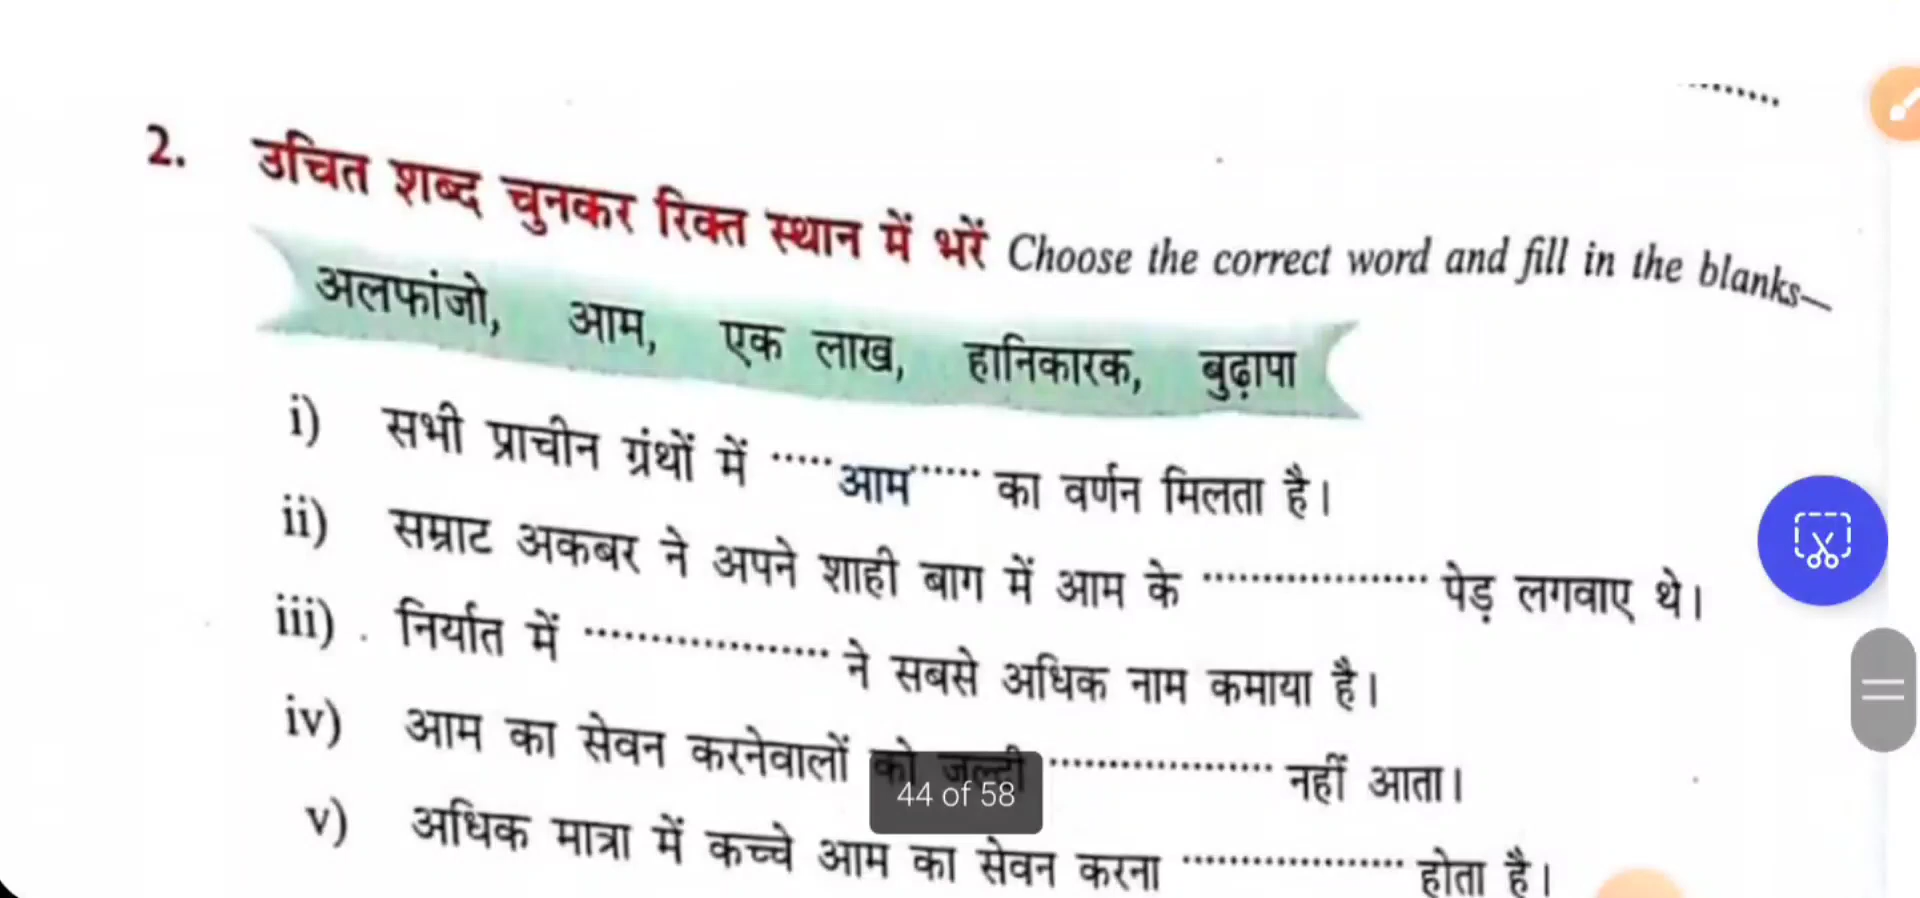 2. उचित शब्द चुनकर रिक्त स्थान में भरें Choose the correct word and fill in the blanks—
अलफांजो, आम, एक लाख, हानिकारक, बुढ़ापा
i) सभी प्राचीन ग्रंथों में .....आम...... का वर्णन मिलता है।
ii) सम्राट अकबर ने अपने शाही बाग में आम के .................... पेड़ लगवाए थे।
iii) . निर्यात में ...................... ने सबसे अधिक नाम कमाया है।
iv) आम का सेवन करनेवालों को जल्दी .................... नहीं आता।
44 of 58
v) अधिक मात्रा में कच्चे आम का सेवन करना .................... होता है।